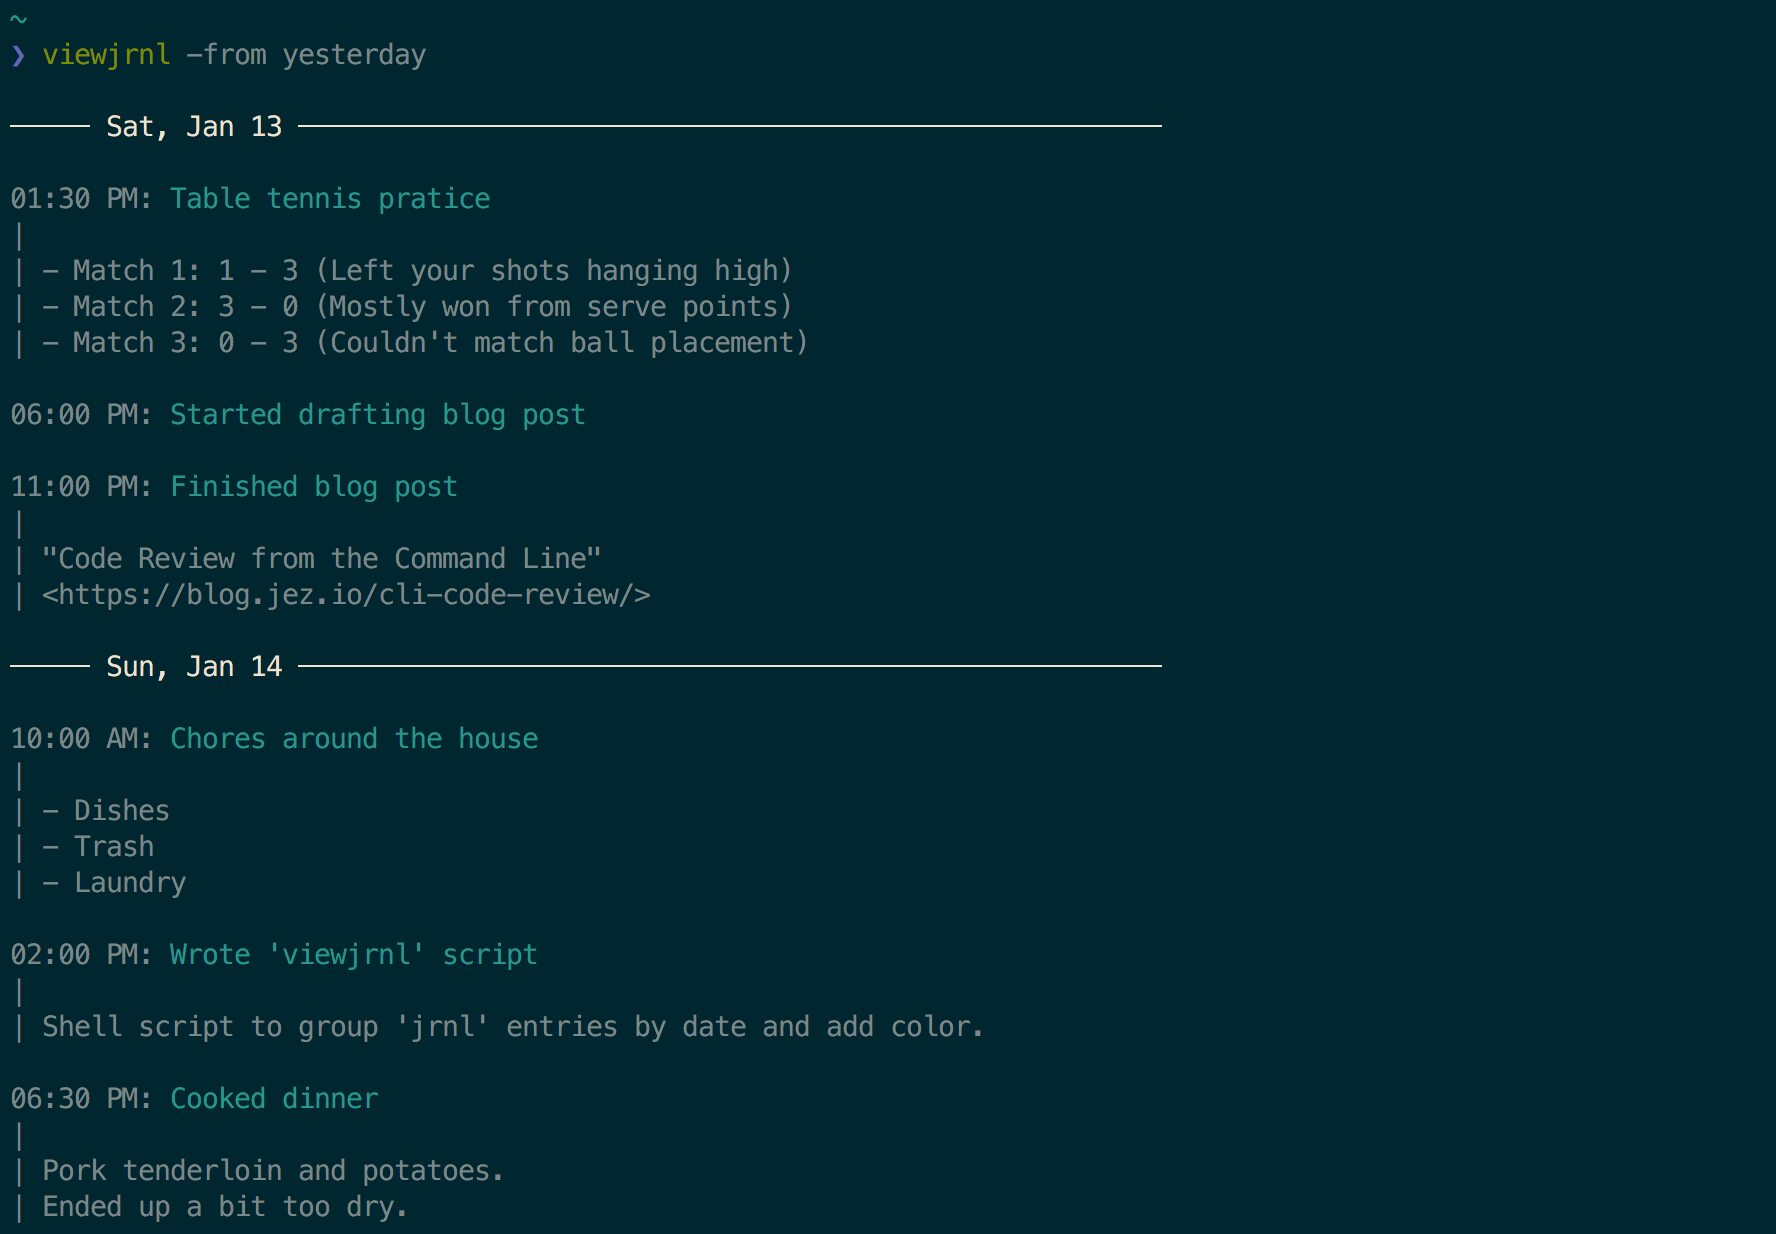 ~
❯ viewjrnl -from yesterday
───── Sat, Jan 13 ──────────────────────────────────────────────────────
01:30 PM: Table tennis pratice
|
| - Match 1: 1 - 3 (Left your shots hanging high)
| - Match 2: 3 - 0 (Mostly won from serve points)
| - Match 3: 0 - 3 (Couldn't match ball placement)
06:00 PM: Started drafting blog post
11:00 PM: Finished blog post
|
| "Code Review from the Command Line"
| <https://blog.jez.io/cli-code-review/>
───── Sun, Jan 14 ──────────────────────────────────────────────────────
10:00 AM: Chores around the house
|
| - Dishes
| - Trash
| - Laundry
02:00 PM: Wrote 'viewjrnl' script
|
| Shell script to group 'jrnl' entries by date and add color.
06:30 PM: Cooked dinner
|
| Pork tenderloin and potatoes.
| Ended up a bit too dry.